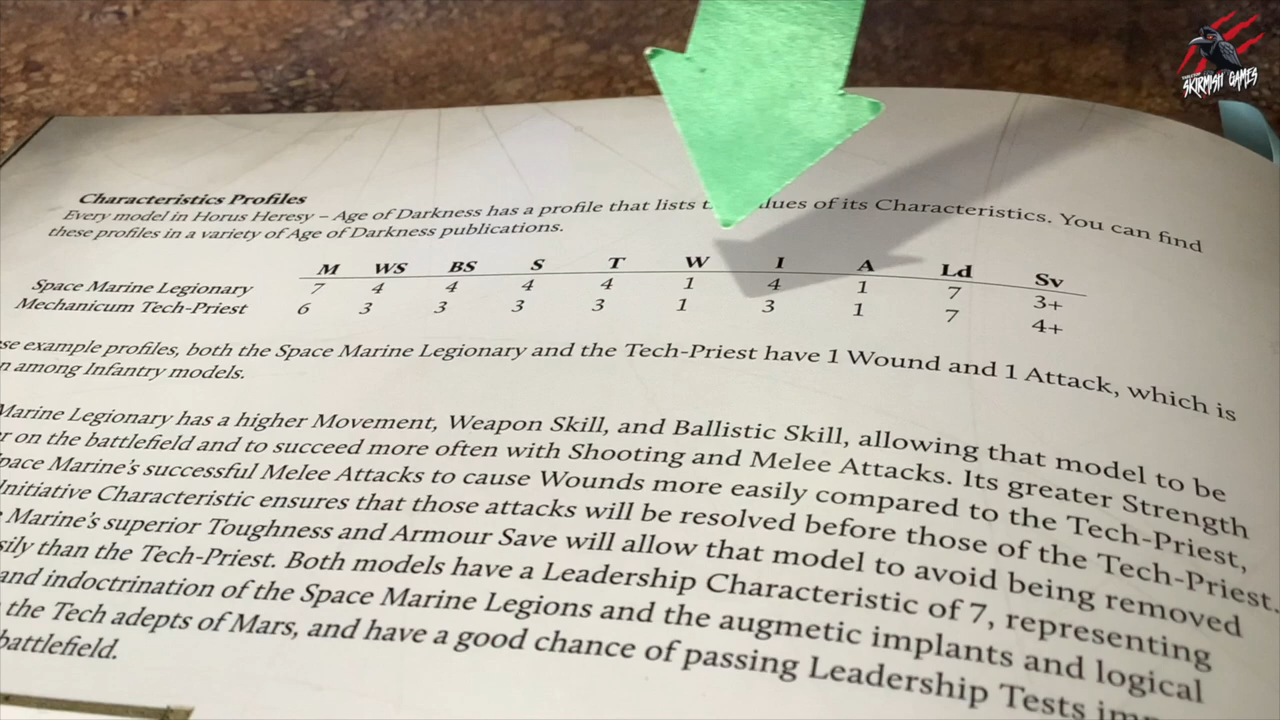 SKIRMISH GAMES
Characteristics Profiles
Every model in Horus Heresy – Age of Darkness has a profile that lists of its Characteristics. You can find
these profiles in a variety of Age of Darkness publications.
M WS BS S T W I A Ld Sv
Space Marine Legionary 7 4 4 4 4 1 4 1 7 3+
Mechanicum Tech-Priest 6 3 3 3 3 1 3 1 7 4+
example profiles, both the Space Marine Legionary and the Tech-Priest have 1 Wound and 1 Attack, which is
among Infantry models.
Marine Legionary has a higher Movement, Weapon Skill, and Ballistic Skill, allowing that model to be
on the battlefield and to succeed more often with Shooting and Melee Attacks. Its greater Strength
Space Marine's successful Melee Attacks to cause Wounds more easily compared to the Tech-Priest,
Initiative Characteristic ensures that those attacks will be resolved before those of the Tech-Priest.
Marine's superior Toughness and Armour Save will allow that model to avoid being removed
than the Tech-Priest. Both models have a Leadership Characteristic of 7, representing
and indoctrination of the Space Marine Legions and the augmetic implants and logical
the Tech adepts of Mars, and have a good chance of passing Leadership Tests
battlefield.